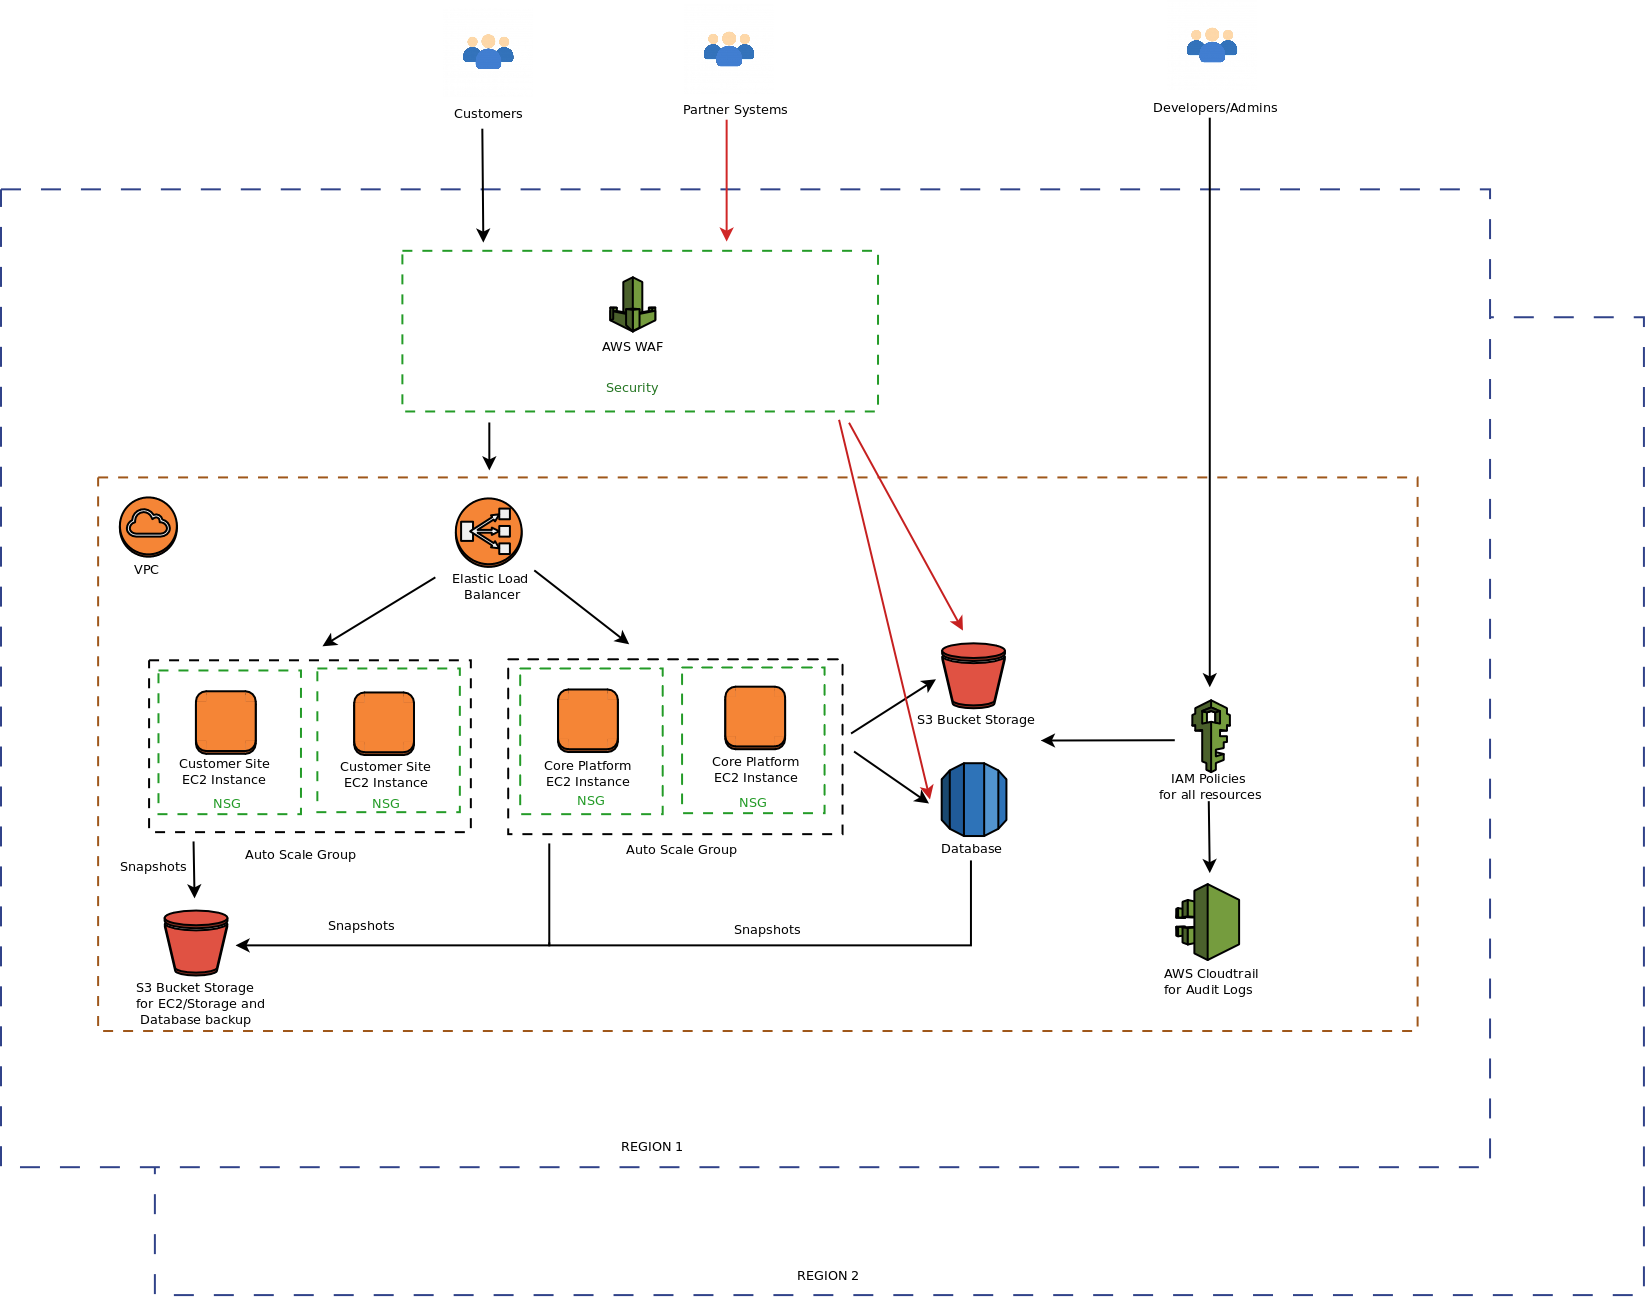 Customers
Partner Systems
Developers/Admins
AWS WAF
Security
VPC
Elastic Load
Balancer
Customer Site
EC2 Instance
NSG
Customer Site
EC2 Instance
NSG
Core Platform
EC2 Instance
NSG
Core Platform
EC2 Instance
NSG
S3 Bucket Storage
IAM Policies
for all resources
Database
Auto Scale Group
Auto Scale Group
Snapshots
Snapshots
Snapshots
S3 Bucket Storage
for EC2/Storage and
Database backup
AWS Cloudtrail
for Audit Logs
REGION 1
REGION 2